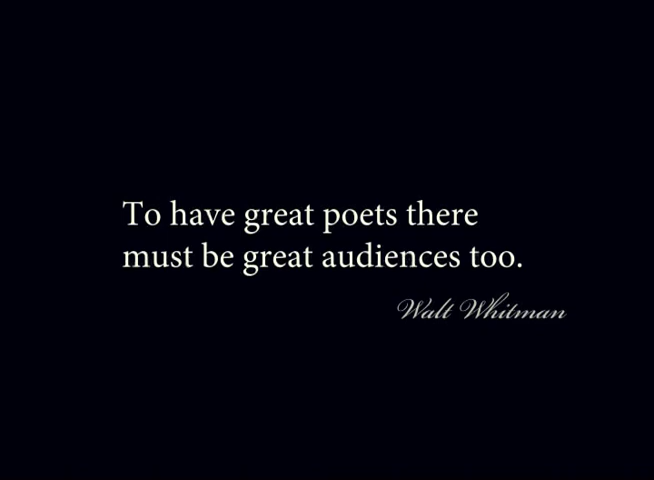 To have great poets there
must be great audiences too.
Walt Whitman